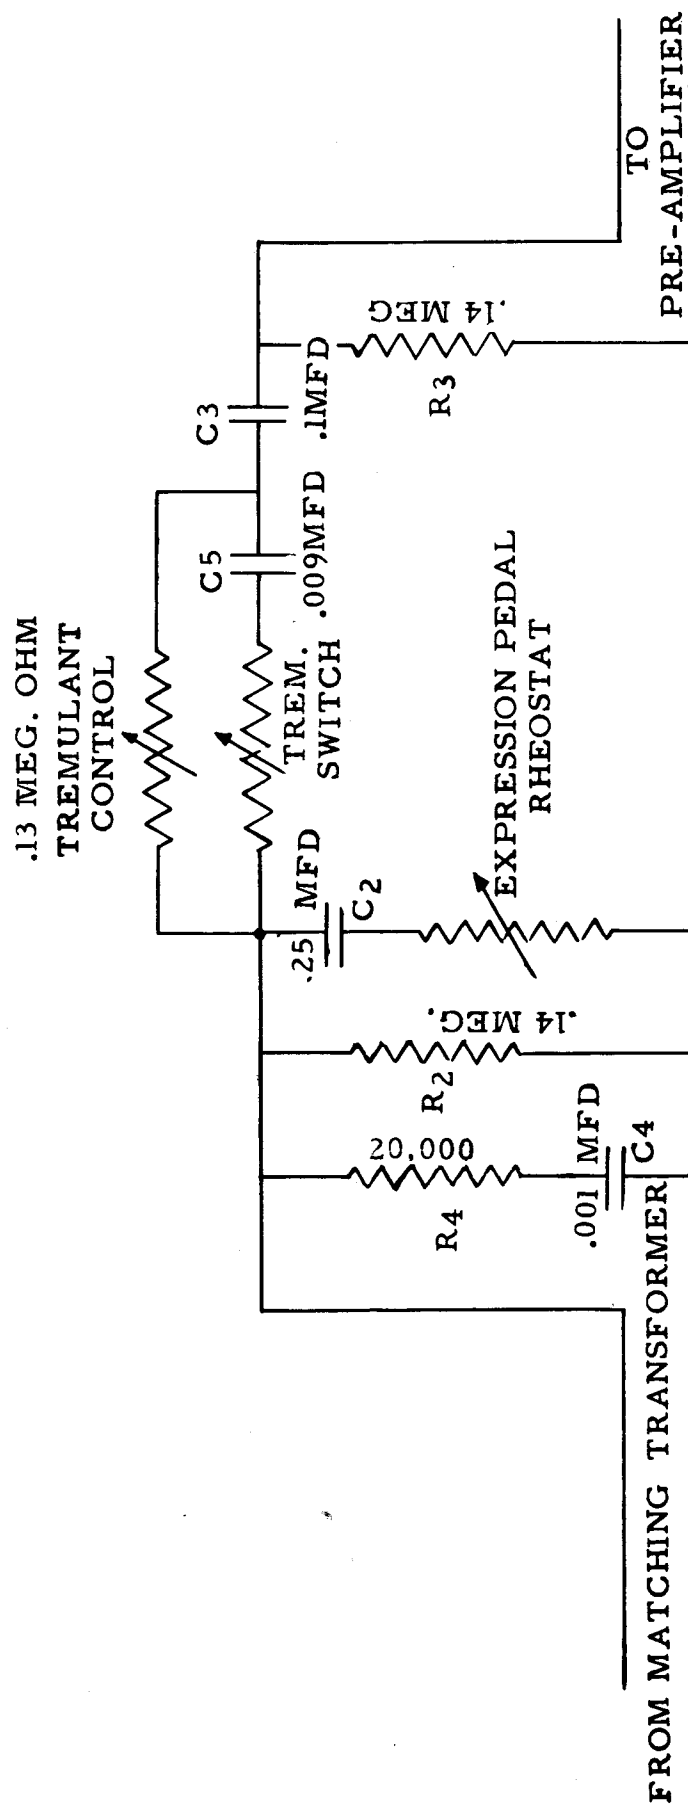 .13 MEG. OHM
TREMULANT
CONTROL
C5
C3
TREM.
SWITCH
.009MFD
.1MFD
.25 MFD
C2
.14 MEG.
R2
20,000
R4
.001 MFD
C4
EXPRESSION PEDAL
RHEOSTAT
.14 MEG
R3
FROM MATCHING TRANSFORMER
TO
PRE-AMPLIFIER